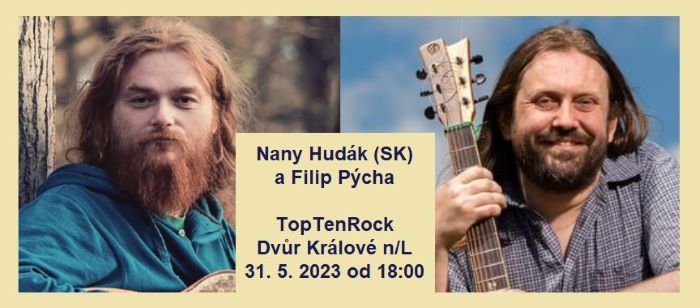 Nany Hudák (SK)
a Filip Pýcha
TopTenRock
Dvůr Králové n/L
31. 5. 2023 od 18:00